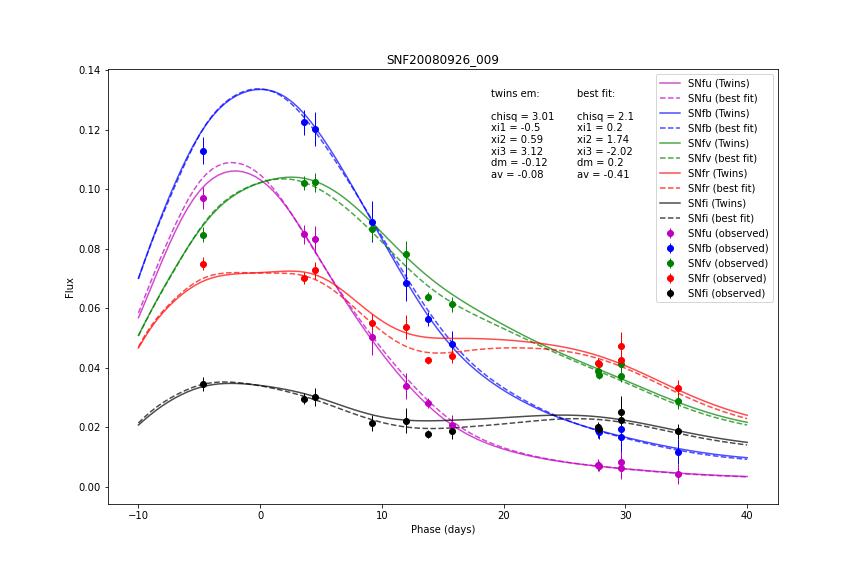 SNF20080926_009
twins em:
chisq = 3.01
xi1 = -0.5
xi2 = 0.59
xi3 = 3.12
dm = -0.12
av = -0.08
best fit:
chisq = 2.1
xi1 = 0.2
xi2 = 1.74
xi3 = -2.02
dm = 0.2
av = -0.41
SNfu (Twins)
SNfu (best fit)
SNfb (Twins)
SNfb (best fit)
SNfv (Twins)
SNfv (best fit)
SNfr (Twins)
SNfr (best fit)
SNfi (Twins)
SNfi (best fit)
SNfu (observed)
SNfb (observed)
SNfv (observed)
SNfr (observed)
SNfi (observed)
Flux
0.14
0.12
0.10
0.08
0.06
0.04
0.02
0.00
−10
0
10
20
30
40
Phase (days)